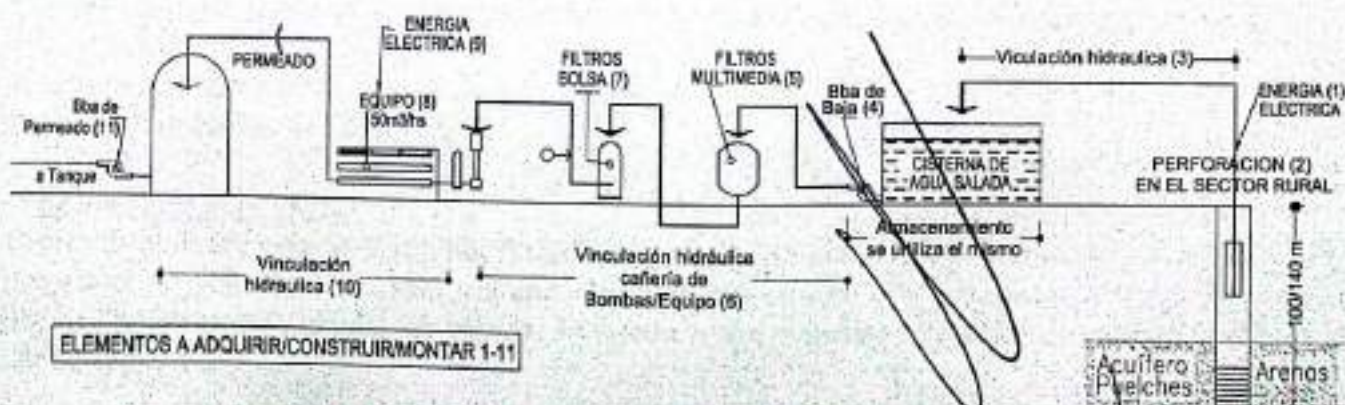 ENERGIA
ELECTRICA (9)
PERMEADO
Bba de
Permeado (11)
a Tanque
EQUIPO (8)
50m3/hs
FILTROS
BOLSA (7)
FILTROS
MULTIMEDIA (5)
Bba de
Baja (4)
Viculación hidraulica (3)
ENERGIA (1)
ELECTRICA
CISTERNA DE
AGUA SALADA
PERFORACION (2)
EN EL SECTOR RURAL
Almacenamiento
se utiliza el mismo
Vinculación
hidraulica (10)
Vinculación hidráulica
cañería de
Bombas/Equipo (6)
100/140 m
ELEMENTOS A ADQUIRIR/CONSTRUIR/MONTAR 1-11
Acuífero
Puelches
Arenas